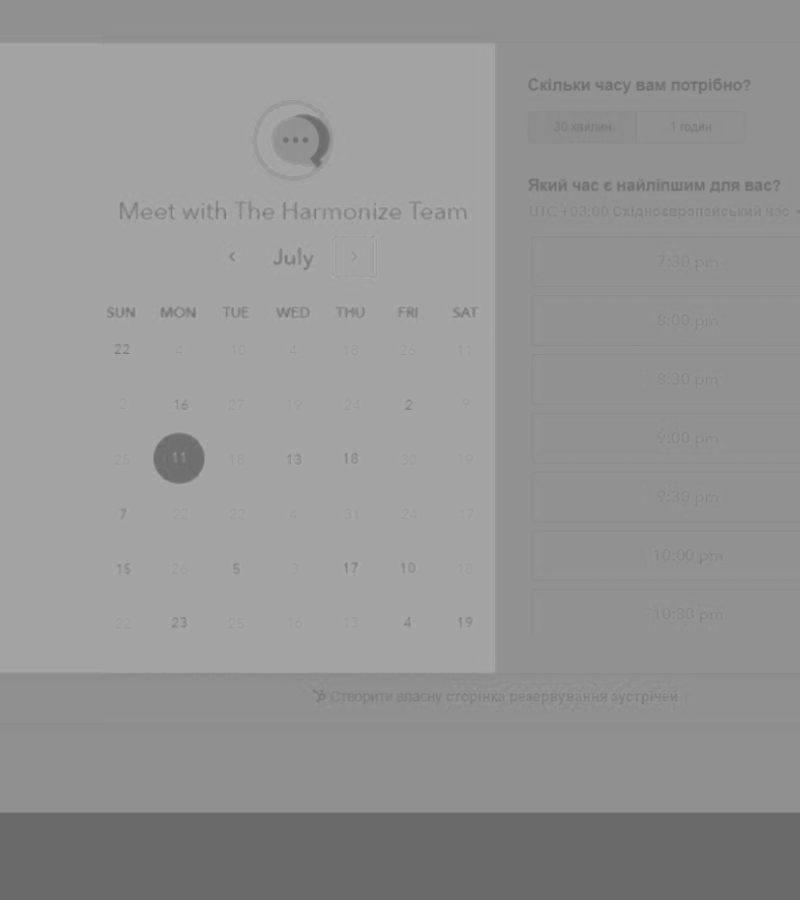 Meet with The Harmonize Team
July
SUN MON TUE WED THU FRI SAT
22 4 10 4 18 26 11
2 16 27 19 24 2 9
25 11 18 13 18 30 19
7 22 22 4 31 24 17
15 26 5 3 17 10 18
22 23 25 16 13 4 19
Скільки часу вам потрібно?
30 хвилин 1 годин
Який час є найліпшим для вас?
UTC +03:00 Східноєвропейський час
7:30 pm
8:00 pm
8:30 pm
9:00 pm
9:30 pm
10:00 pm
10:30 pm
Створити власну сторінка резервування зустрічей